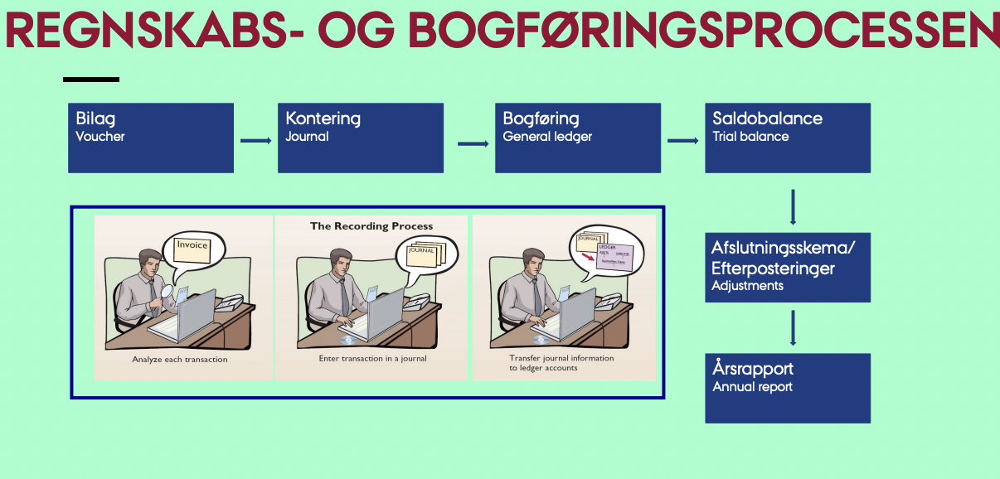 REGNSKABS- OG BOGFØRINGSPROCESSEN
Bilag
Voucher
Kontering
Journal
Bogføring
General ledger
Saldobalance
Trial balance
Afslutningsskema/
Efterposteringer
Adjustments
Årsrapport
Annual report
The Recording Process
Invoice
Analyze each transaction
JOURNAL
Enter transaction in a journal
JOURNAL
LEDGER
Transfer journal information
to ledger accounts